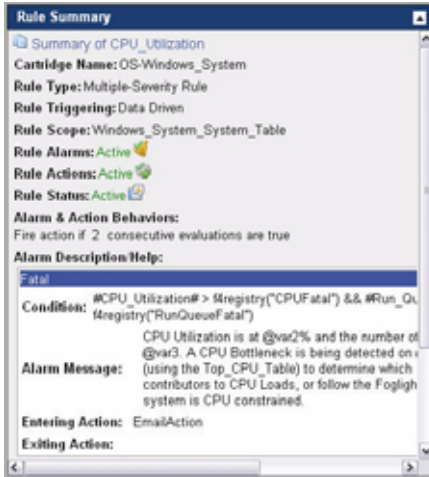 Rule Summary
Summary of CPU_Utilization
Cartridge Name: OS-Windows_System
Rule Type: Multiple-Severity Rule
Rule Triggering: Data Driven
Rule Scope: Windows_System_System_Table
Rule Alarms: Active
Rule Actions: Active
Rule Status: Active
Alarm & Action Behaviors:
Fire action if 2 consecutive evaluations are true
Alarm Description/Help:
Fatal
Condition: #CPU_Utilization# > f4registry("CPUFatal") && #Run_Qu
f4registry("RunQueueFatal")
Alarm Message: CPU Utilization is at @var2% and the number of
@var3. A CPU Bottleneck is being detected on
(using the Top_CPU_Table) to determine which
contributors to CPU Loads, or follow the Fogligh
system is CPU constrained.
Entering Action: EmailAction
Exiting Action: